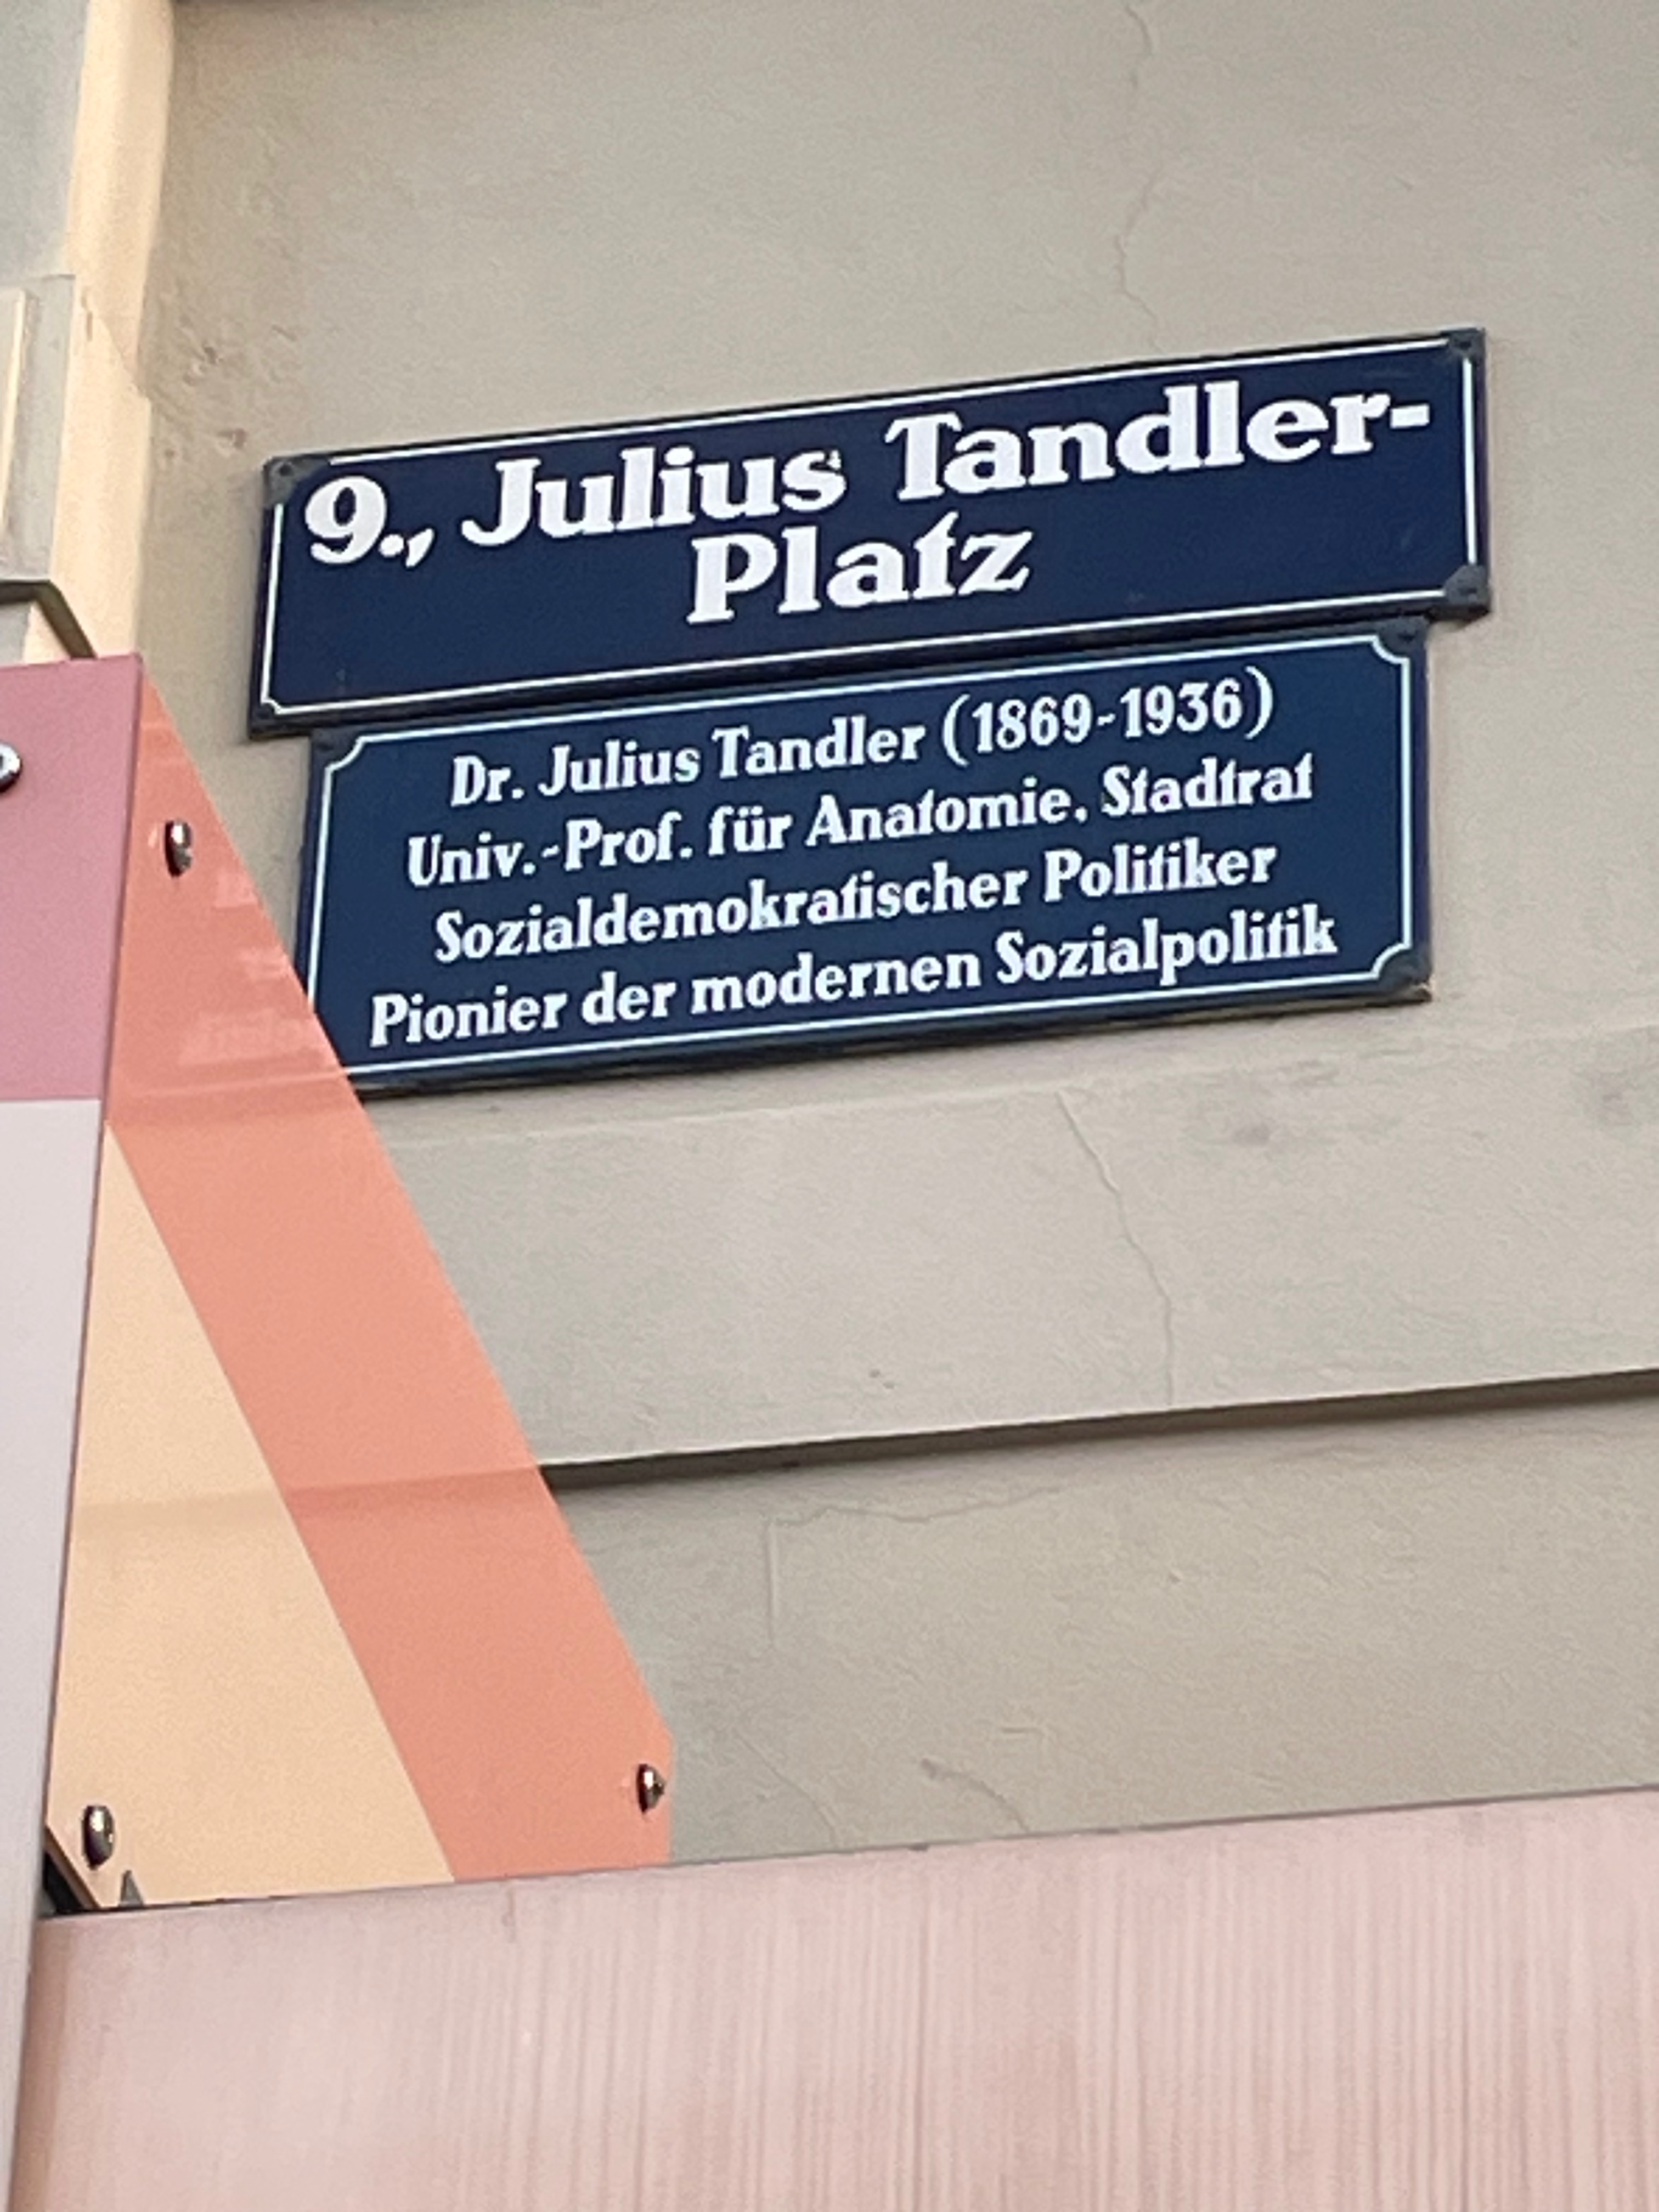 9., Julius Tandler-
Platz
Dr. Julius Tandler (1869-1936)
Univ.-Prof. für Anatomie, Stadtrat
Sozialdemokratischer Politiker
Pionier der modernen Sozialpolitik